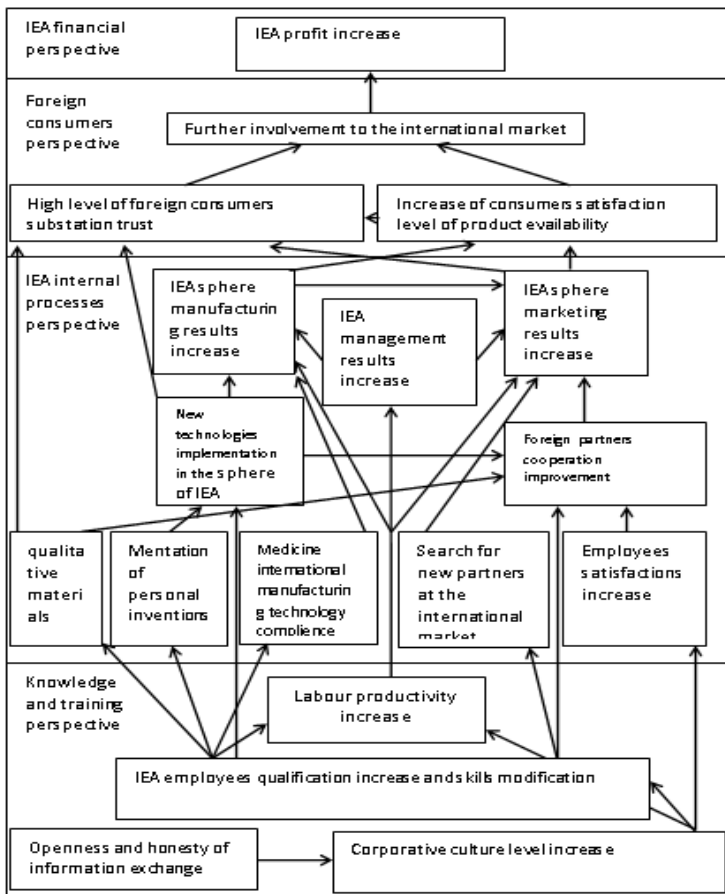 IEA financial
perspective
IEA profit increase
Foreign
consumers
perspective
Further involvement to the international market
High level of foreign consumers
substation trust
Increase of consumers satisfaction
level of product evailability
IEA internal
processes
perspective
IEA sphere
manufacturin
g results
increase
IEA
management
results
increase
IEA sphere
marketing
results
increase
New
technologies
implementation
in the sphere
of IEA
Foreign partners
cooperation
improvement
qualita
tive
materi
als
Mentation
of
personal
inventions
Medicine
international
manufacturin
g technology
complience
Search for
new partners
at the
international
market
Employees
satisfactions
increase
Knowledge
and training
perspective
Labour productivity
increase
IEA employees qualification increase and skills modification
Openness and honesty of
information exchange
Corporative culture level increase